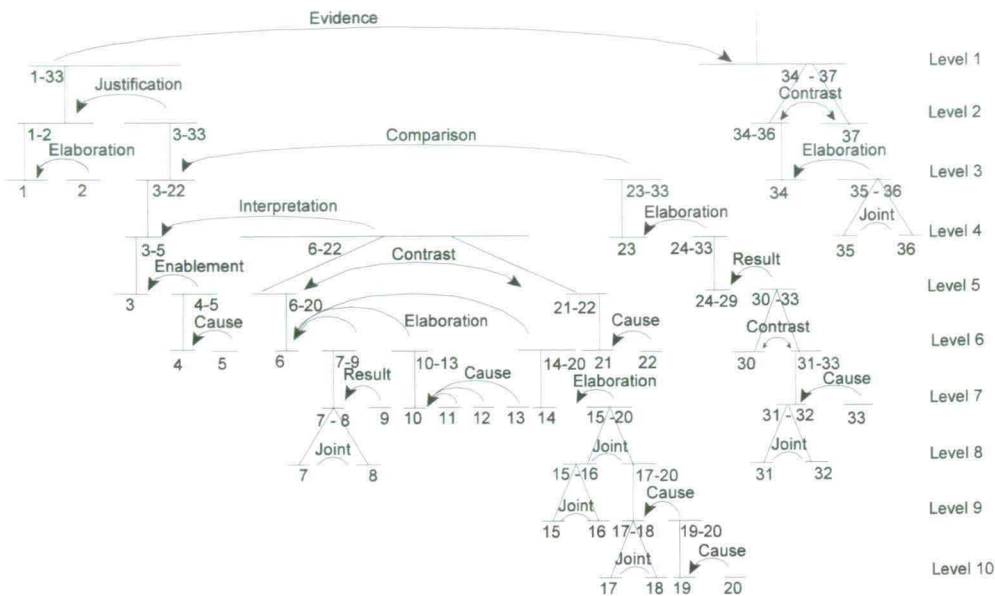 Evidence
1-33 34 - 37 Level 1
Justification Contrast
1-2 3-33 34-36 37 Level 2
Elaboration Comparison Elaboration
1 2 3-22 23-33 34 35 - 36 Level 3
Interpretation Elaboration Joint
3-5 6-22 23 24-33 35 36 Level 4
Enablement Contrast Result
3 4-5 6-20 21-22 24-29 30 -33 Level 5
Cause Elaboration Cause Contrast
4 5 6 7-9 10-13 14-20 21 22 30 31-33 Level 6
Result Cause Elaboration Cause
7 - 8 9 10 11 12 13 14 15 -20 31 - 32 33 Level 7
Joint Joint Joint
7 8 15 -16 17-20 31 32 Level 8
Joint Cause
15 16 17-18 19-20 Level 9
Joint Cause
17 18 19 20 Level 10